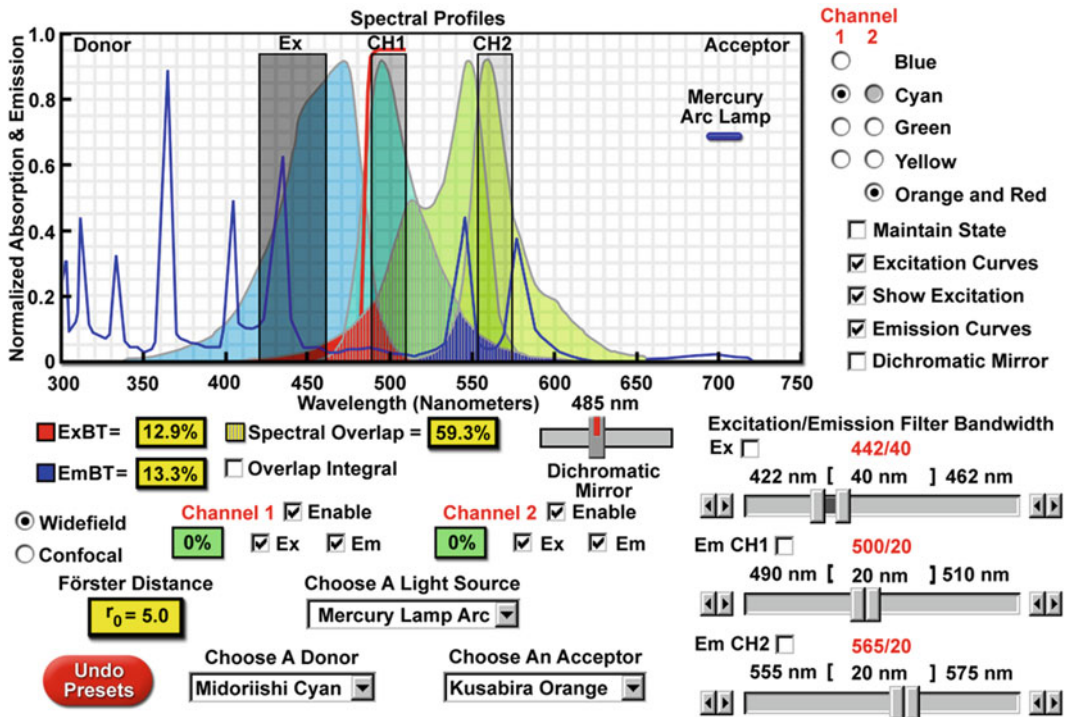 Spectral Profiles
Normalized Absorption & Emission
1.0
0.8
0.6
0.4
0.2
0
Donor
Ex
CH1
CH2
Acceptor
Mercury
Arc Lamp
300 350 400 450 500 550 600 650 700 750
Wavelength (Nanometers)
Channel
1 2
Blue
Cyan
Green
Yellow
Orange and Red
Maintain State
Excitation Curves
Show Excitation
Emission Curves
Dichromatic Mirror
ExBT= 12.9%
Spectral Overlap = 59.3%
EmBT= 13.3%
Overlap Integral
485 nm
Dichromatic
Mirror
Widefield
Confocal
Channel 1 Enable
0% Ex Em
Channel 2 Enable
0% Ex Em
Förster Distance
r0 = 5.0
Choose A Light Source
Mercury Lamp Arc
Undo
Presets
Choose A Donor
Midoriishi Cyan
Choose An Acceptor
Kusabira Orange
Excitation/Emission Filter Bandwidth
Ex 442/40
422 nm [ 40 nm ] 462 nm
Em CH1 500/20
490 nm [ 20 nm ] 510 nm
Em CH2 565/20
555 nm [ 20 nm ] 575 nm